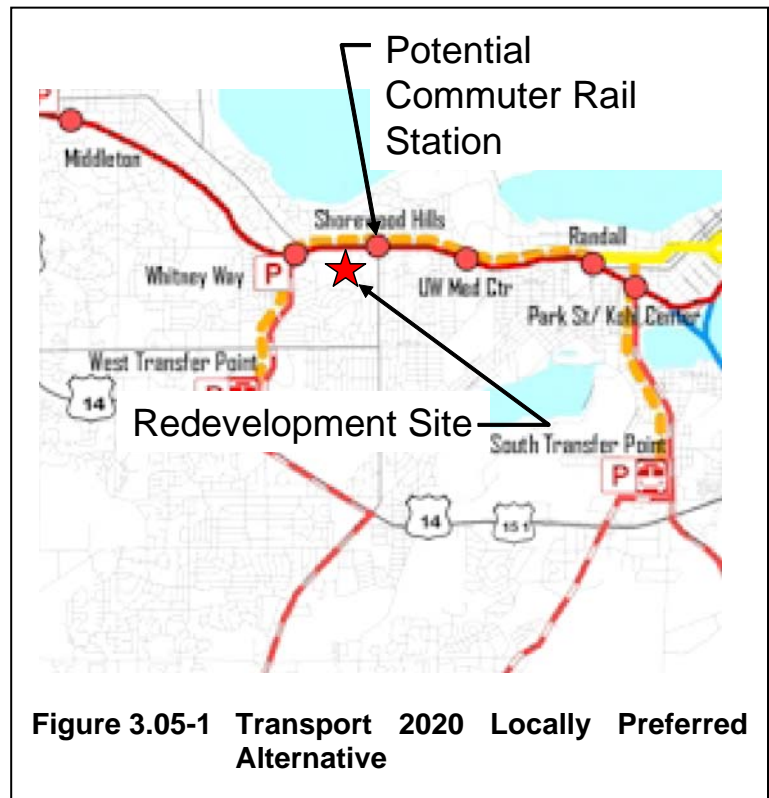 Potential
Commuter Rail
Station
P
Middleton
Shorewood Hills
Randall
Whitney Way
P
UW Med Ctr
Park St/ Kohl Center
West Transfer Point
14
Redevelopment Site
South Transfer Point
P
14
151
Figure 3.05-1 Transport 2020 Locally Preferred
Alternative